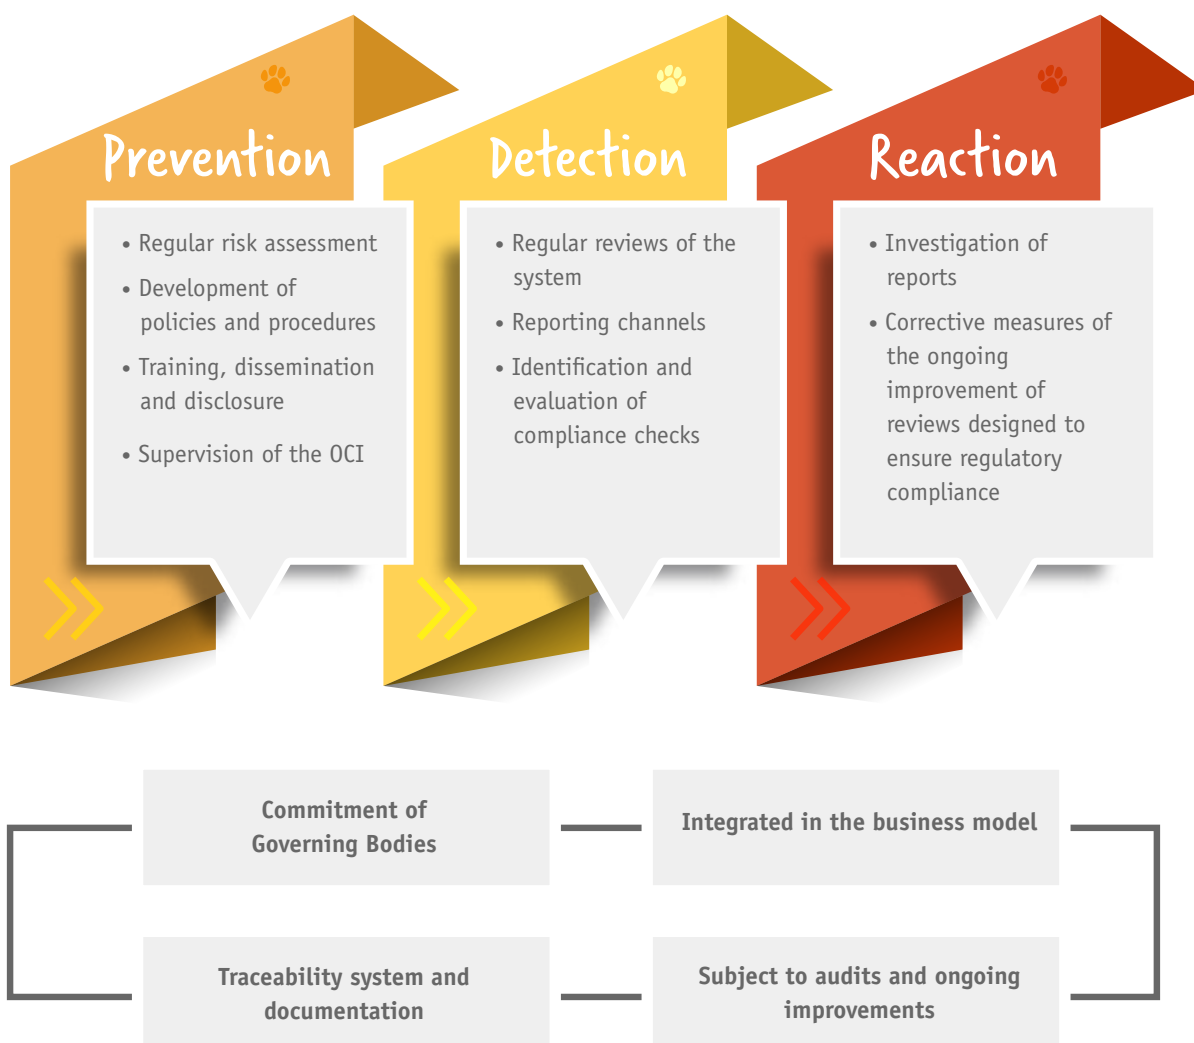 Prevention
• Regular risk assessment
• Development of
policies and procedures
• Training, dissemination
and disclosure
• Supervision of the OCI
Detection
• Regular reviews of the
system
• Reporting channels
• Identification and
evaluation of
compliance checks
Reaction
• Investigation of
reports
• Corrective measures of
the ongoing
improvement of
reviews designed to
ensure regulatory
compliance
Commitment of
Governing Bodies
Integrated in the business model
Traceability system and
documentation
Subject to audits and ongoing
improvements